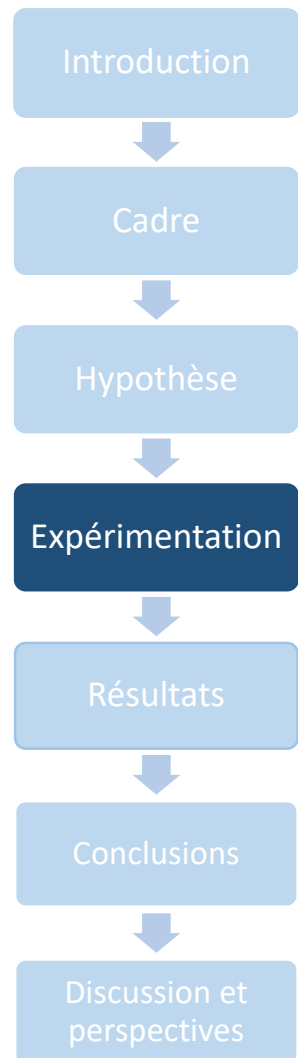 Introduction
Cadre
Hypothèse
Expérimentation
Résultats
Conclusions
Discussion et
perspectives